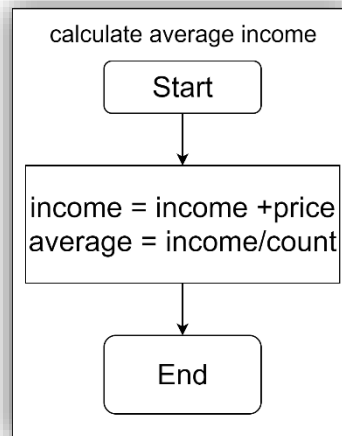 calculate average income
Start
income = income +price
average = income/count
End